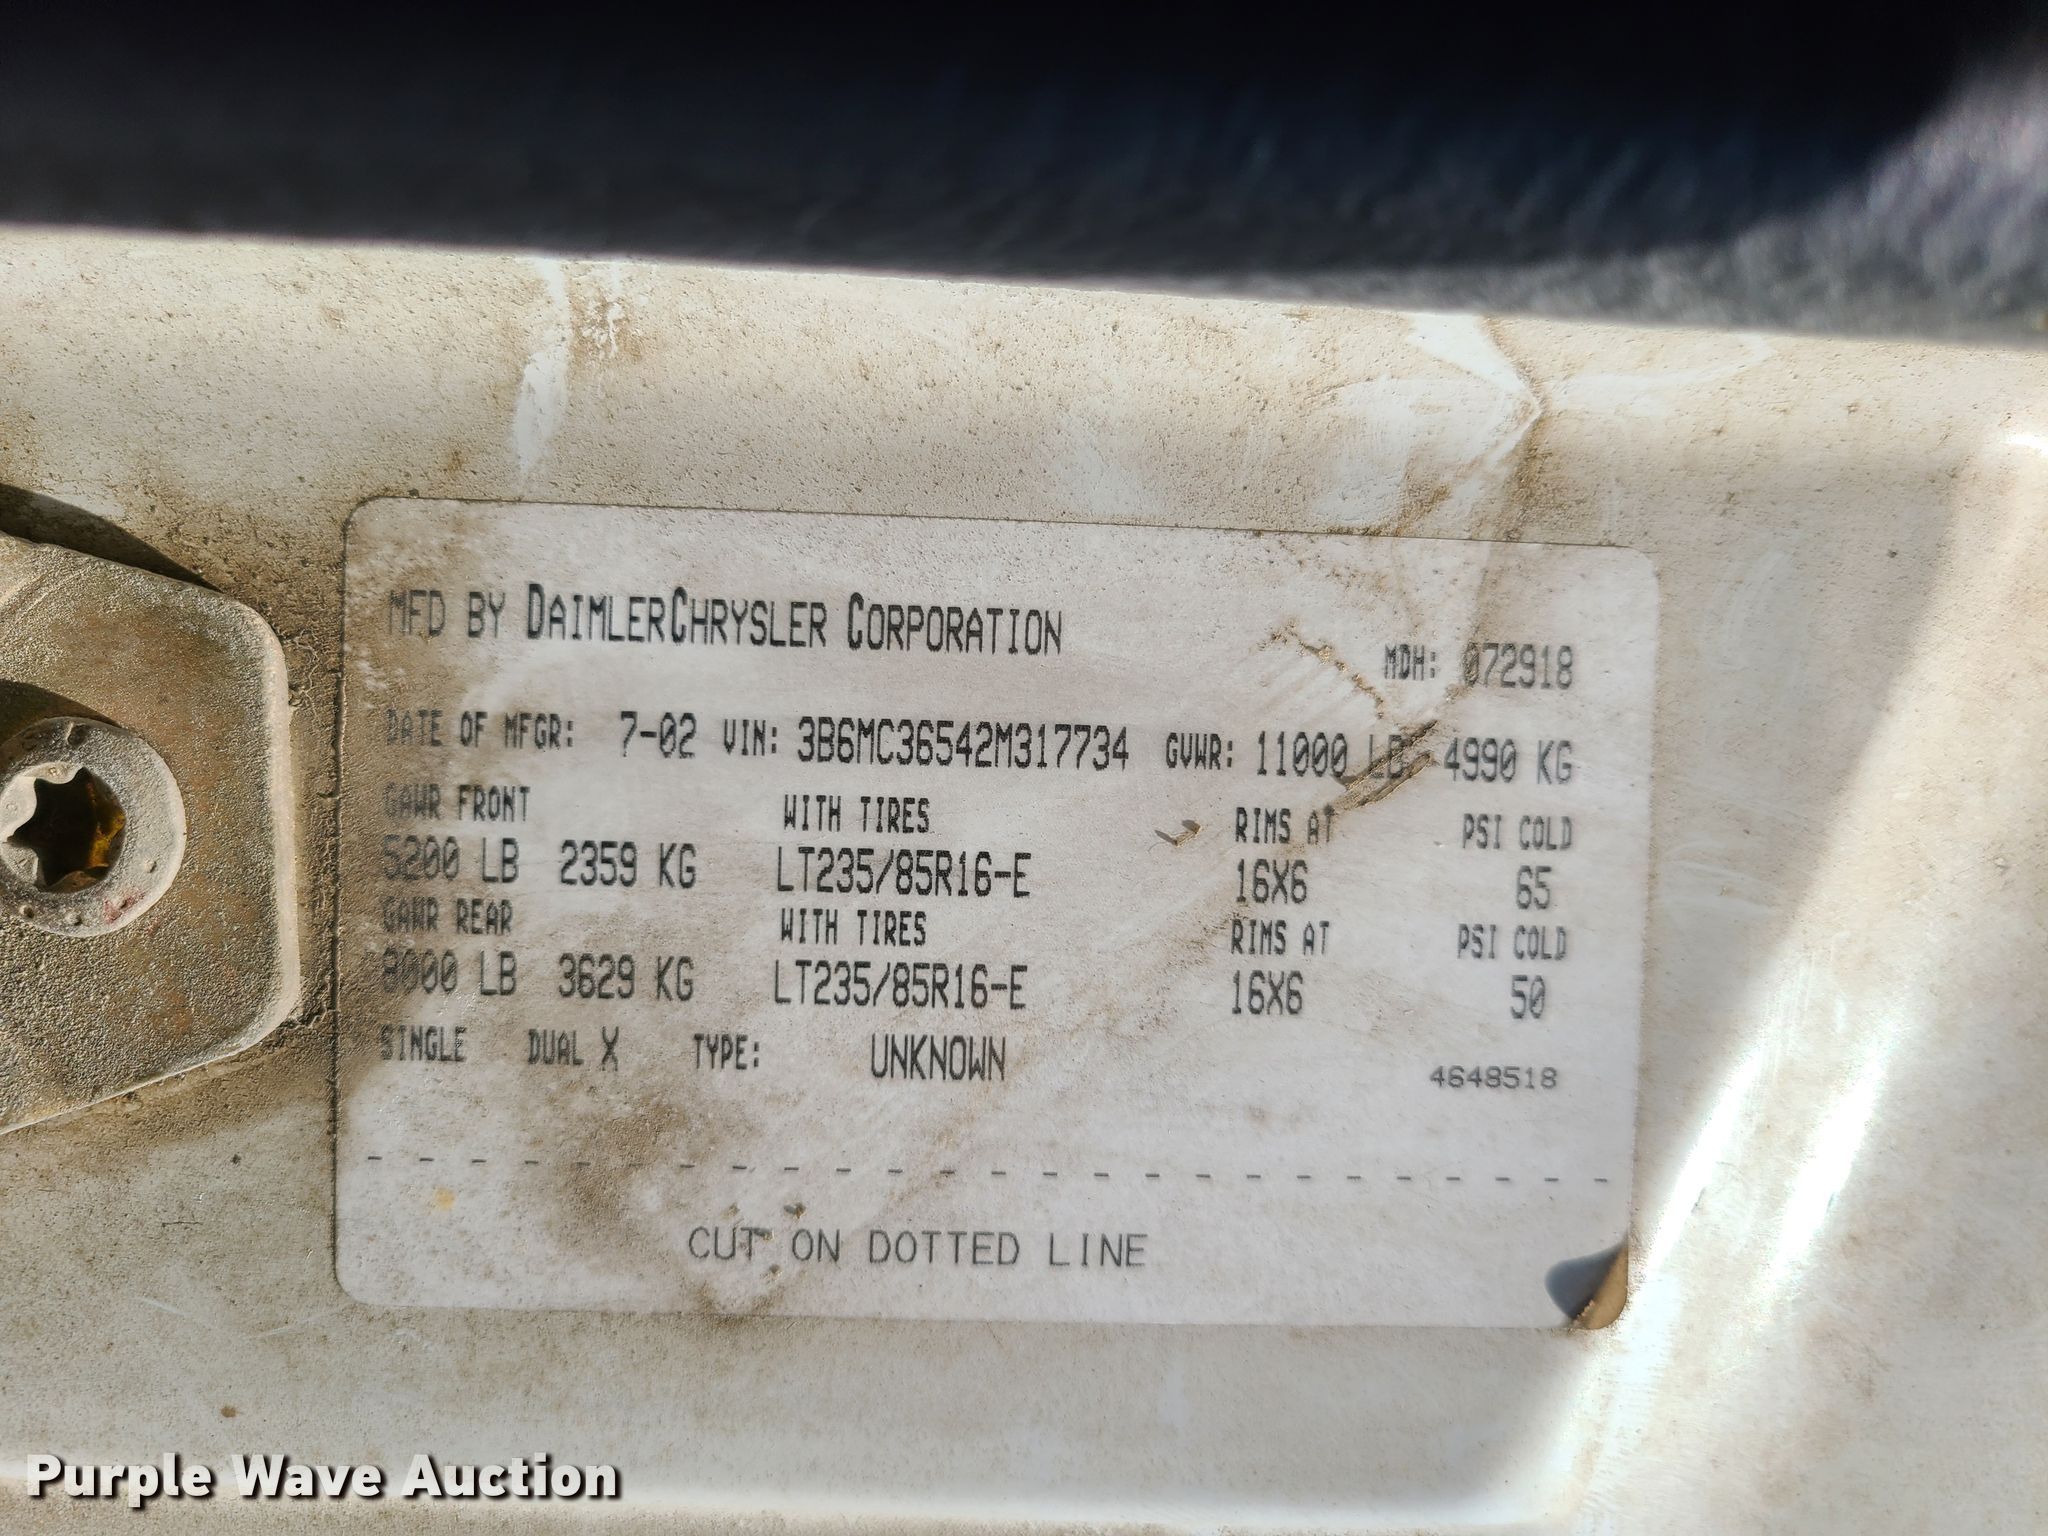 MFD BY DAIMLERCHRYSLER CORPORATION
MDH: 072918
DATE OF MFGR: 7-02 VIN: 3B6MC36542M317734 GVWR: 11000 LB 4990 KG
GAWR FRONT WITH TIRES RIMS AT PSI COLD
5200 LB 2359 KG LT235/85R16-E 16X6 65
GAWR REAR WITH TIRES RIMS AT PSI COLD
8000 LB 3629 KG LT235/85R16-E 16X6 50
SINGLE DUAL X TYPE: UNKNOWN
4648518
CUT ON DOTTED LINE
Purple Wave Auction